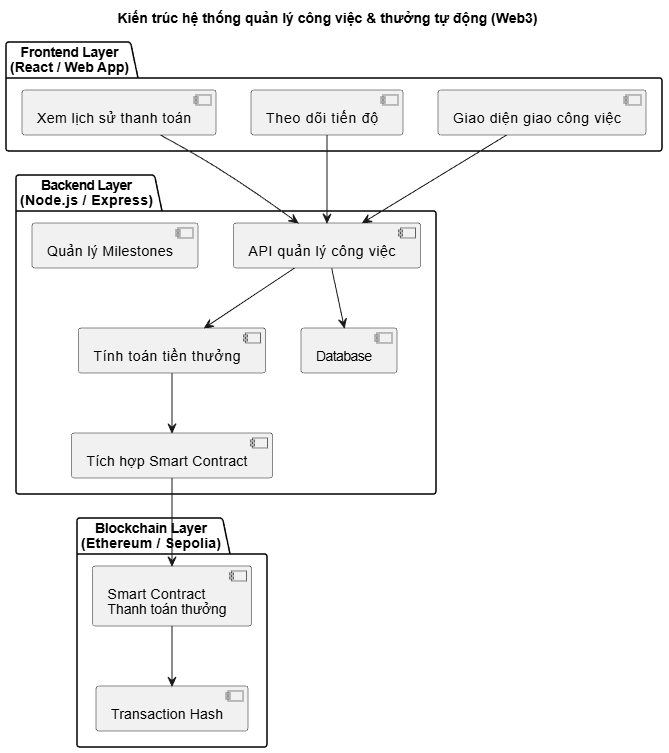 Kiến trúc hệ thống quản lý công việc & thưởng tự động (Web3)
Frontend Layer
(React / Web App)
Xem lịch sử thanh toán
Theo dõi tiến độ
Giao diện giao công việc
Backend Layer
(Node.js / Express)
Quản lý Milestones
API quản lý công việc
Tính toán tiền thưởng
Database
Tích hợp Smart Contract
Blockchain Layer
(Ethereum / Sepolia)
Smart Contract
Thanh toán thưởng
Transaction Hash